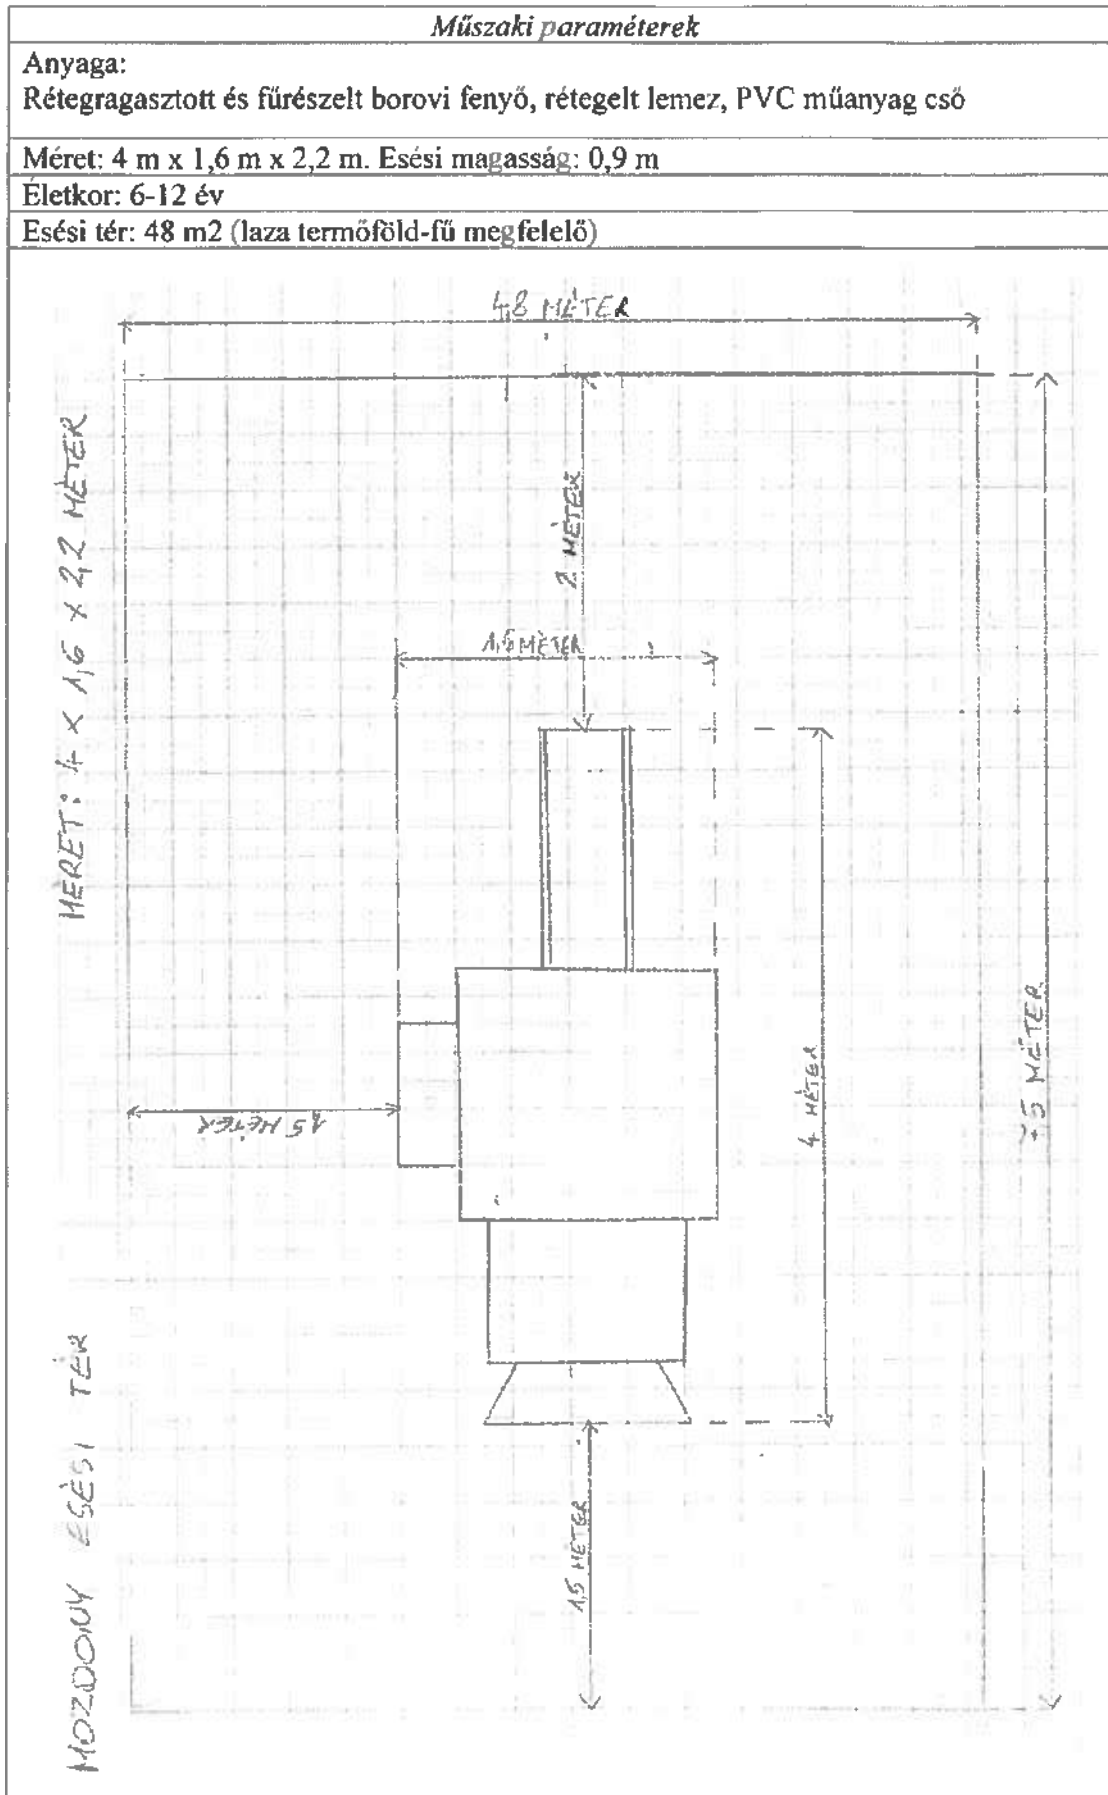 Műszaki paraméterek
Anyaga:
Rétegragasztott és fűrészelt borovi fenyő, rétegelt lemez, PVC műanyag cső
Méret: 4 m x 1,6 m x 2,2 m. Esési magasság: 0,9 m
Életkor: 6-12 év
Esési tér: 48 m2 (laza termőföld-fű megfelelő)
4,8 MÉTER
MÉRET: 4 x 1,6 x 2,2 MÉTER
2 MÉTER
MÉTER
1,5 MÉTER
4 MÉTER
MÉTER
1,5 MÉTER
MOZDONY ESÉSI TÉR